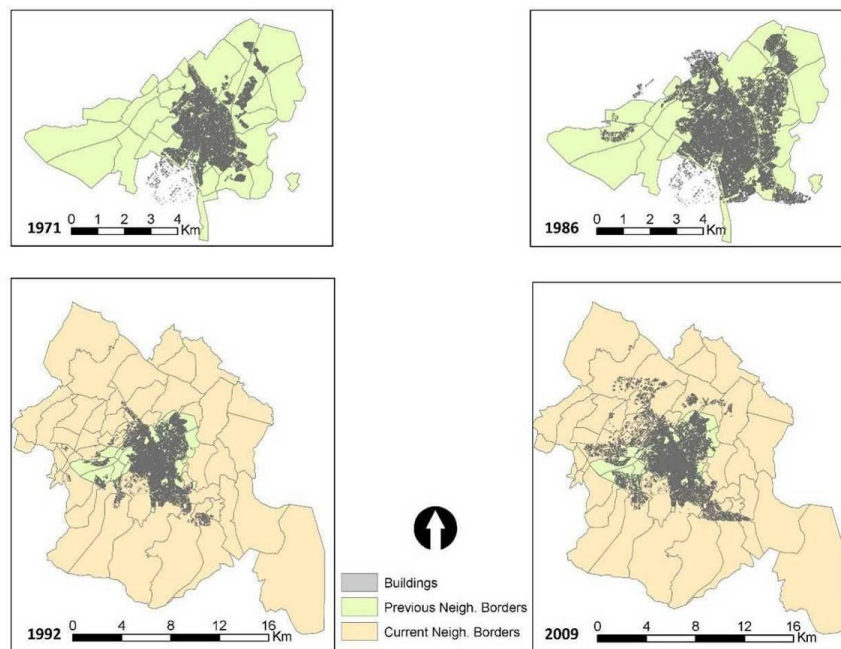 1971
0 1 2 3 4
Km
1986
0 1 2 3 4
Km
1992
0 4 8 12 16
Km
Buildings
Previous Neigh. Borders
Current Neigh. Borders
2009
0 4 8 12 16
Km